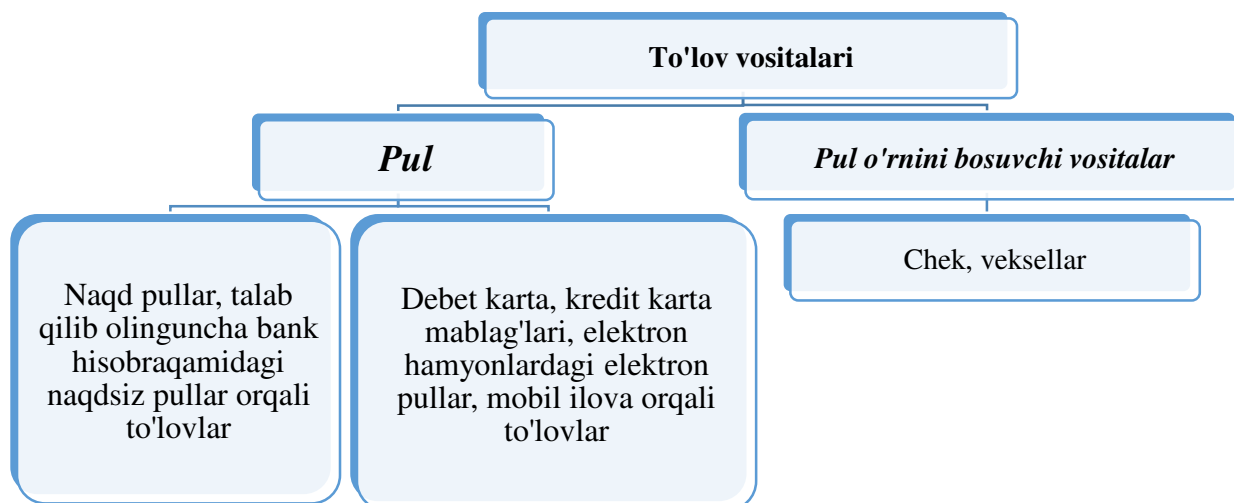 To'lov vositalari
Pul
Pul o'rnini bosuvchi vositalar
Naqd pullar, talab
qilib olinguncha bank
hisobraqamidagi
naqdsiz pullar orqali
to'lovlar
Debet karta, kredit karta
mablag'lari, elektron
hamyonlardagi elektron
pullar, mobil ilova orqali
to'lovlar
Chek, veksellar